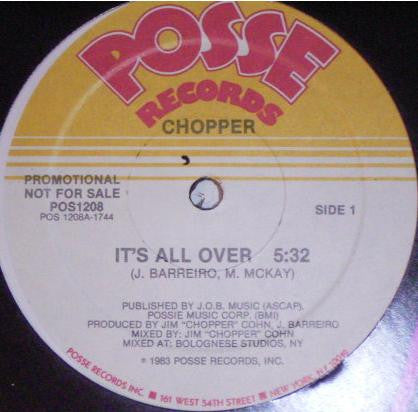 POSSE
RECORDS
CHOPPER
PROMOTIONAL
NOT FOR SALE
POS1208
POS 1208A-1744
SIDE 1
IT'S ALL OVER 5:32
(J. BARREIRO, M. MCKAY)
PUBLISHED BY J.O.B. MUSIC (ASCAP).
POSSIE MUSIC CORP. (BMI)
PRODUCED BY JIM "CHOPPER" COHN, J. BARREIRO
MIXED BY: JIM "CHOPPER" COHN
MIXED AT: BOLOGNESE STUDIOS, NY
© 1983 POSSE RECORDS, INC.
POSSE RECORDS INC. ■ 161 WEST 54TH STREET ■ NEW YORK, N.Y. 10019